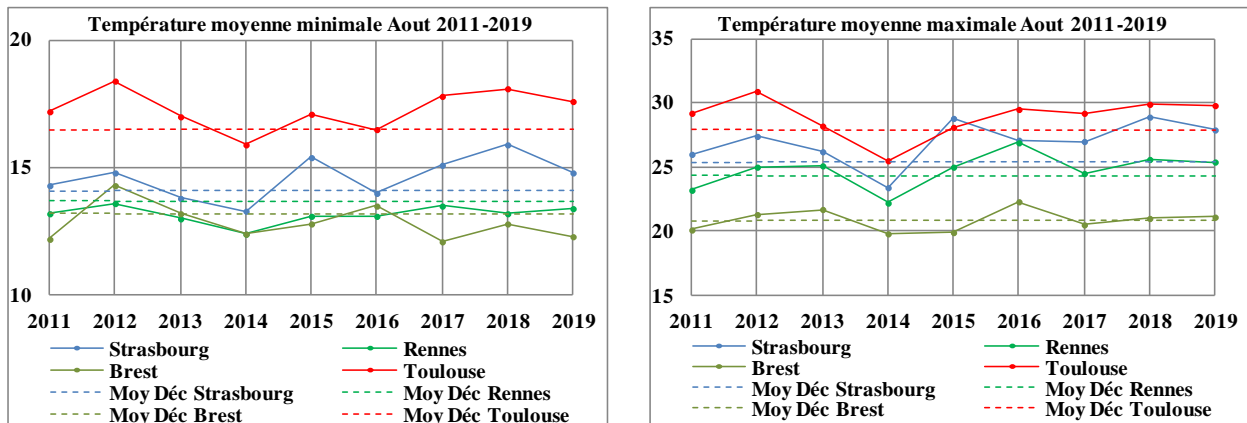 Température moyenne minimale Aout 2011-2019
20
15
10
2011 2012 2013 2014 2015 2016 2017 2018 2019
Strasbourg Rennes
Brest Toulouse
Moy Déc Strasbourg Moy Déc Rennes
Moy Déc Brest Moy Déc Toulouse
Température moyenne maximale Aout 2011-2019
35
30
25
20
15
2011 2012 2013 2014 2015 2016 2017 2018 2019
Strasbourg Rennes
Brest Toulouse
Moy Déc Strasbourg Moy Déc Rennes
Moy Déc Brest Moy Déc Toulouse